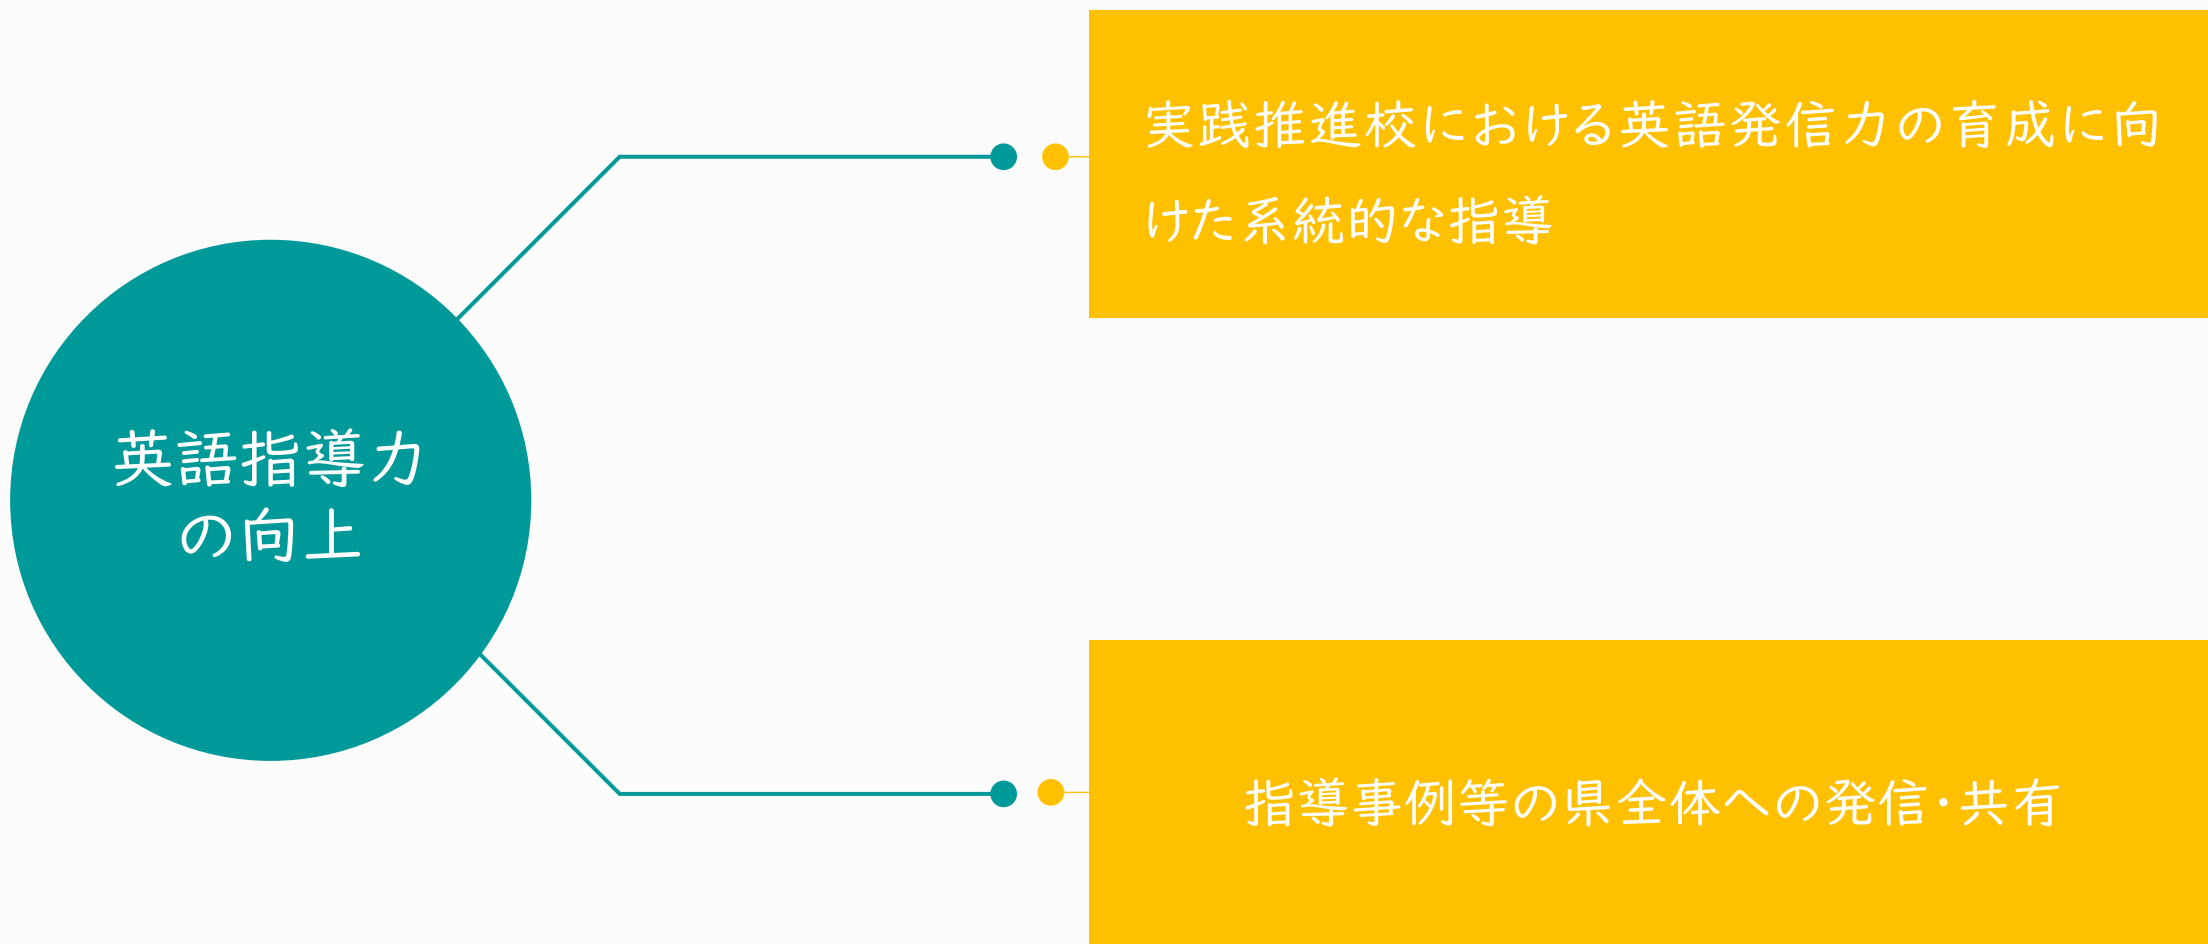 英語指導力
の向上
実践推進校における英語発信力の育成に向
けた系統的な指導
指導事例等の県全体への発信・共有